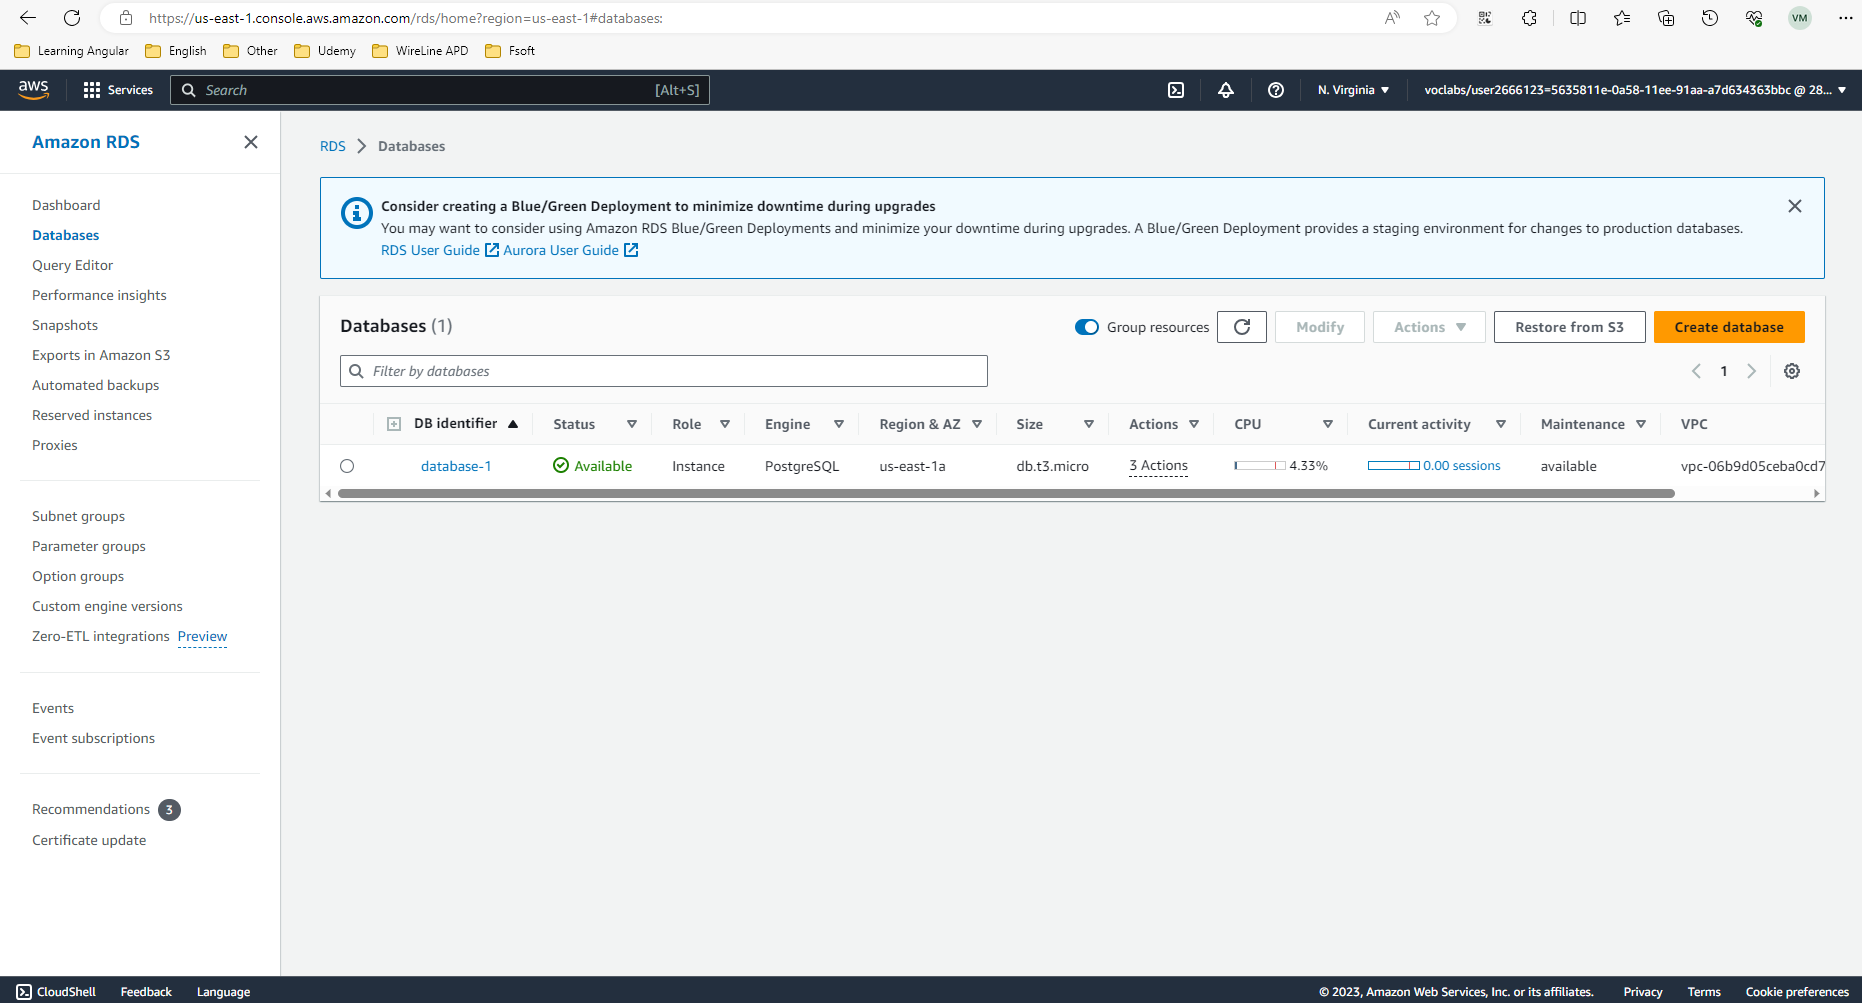 https://us-east-1.console.aws.amazon.com/rds/home?region=us-east-1#databases:
VM
Learning Angular English Other Udemy WireLine APD Fsoft
aws Services Search [Alt+S] N. Virginia voclabs/user2666123=5635811e-0a58-11ee-91aa-a7d634363bbc @ 28...
Amazon RDS
Dashboard
Databases
Query Editor
Performance insights
Snapshots
Exports in Amazon S3
Automated backups
Reserved instances
Proxies
Subnet groups
Parameter groups
Option groups
Custom engine versions
Zero-ETL integrations Preview
Events
Event subscriptions
Recommendations 3
Certificate update
RDS Databases
Consider creating a Blue/Green Deployment to minimize downtime during upgrades
You may want to consider using Amazon RDS Blue/Green Deployments and minimize your downtime during upgrades. A Blue/Green Deployment provides a staging environment for changes to production databases.
RDS User Guide Aurora User Guide
Databases (1) Group resources Modify Actions Restore from S3 Create database
Filter by databases 1
DB identifier Status Role Engine Region & AZ Size Actions CPU Current activity Maintenance VPC
database-1 Available Instance PostgreSQL us-east-1a db.t3.micro 3 Actions 4.33% 0.00 sessions available vpc-06b9d05ceba0cd7
CloudShell Feedback Language © 2023, Amazon Web Services, Inc. or its affiliates. Privacy Terms Cookie preferences